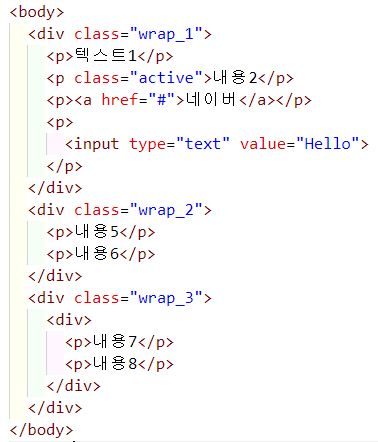 <body>
<div class="wrap_1">
<p>텍스트1</p>
<p class="active">내용2</p>
<p><a href="#">네이버</a></p>
<p>
<input type="text" value="Hello">
</p>
</div>
<div class="wrap_2">
<p>내용5</p>
<p>내용6</p>
</div>
<div class="wrap_3">
<div>
<p>내용7</p>
<p>내용8</p>
</div>
</div>
</body>